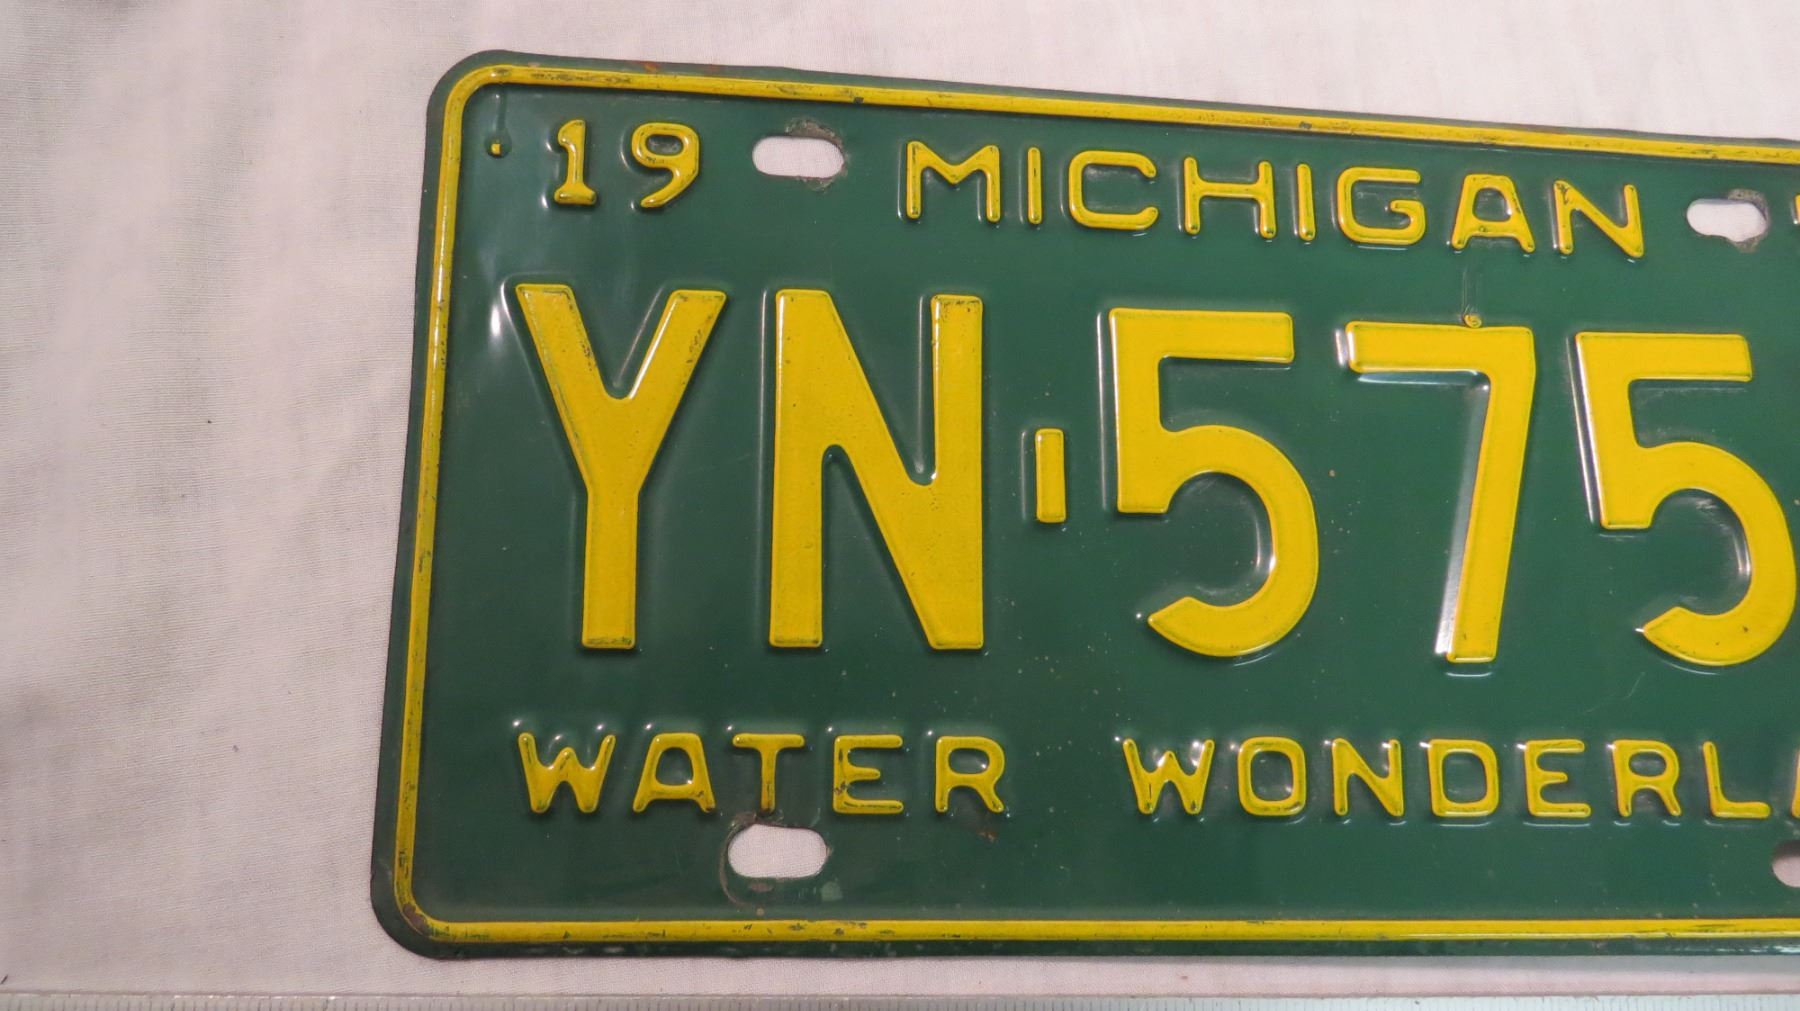 19 MICHIGAN
YN-575
WATER WONDERL